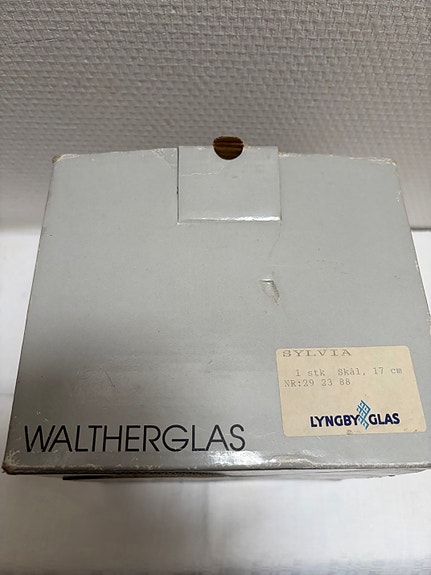 SYLVIA
1 stk Skål, 17 cm
NR:29 23 88
LYNGBY GLAS
WALTHERGLAS